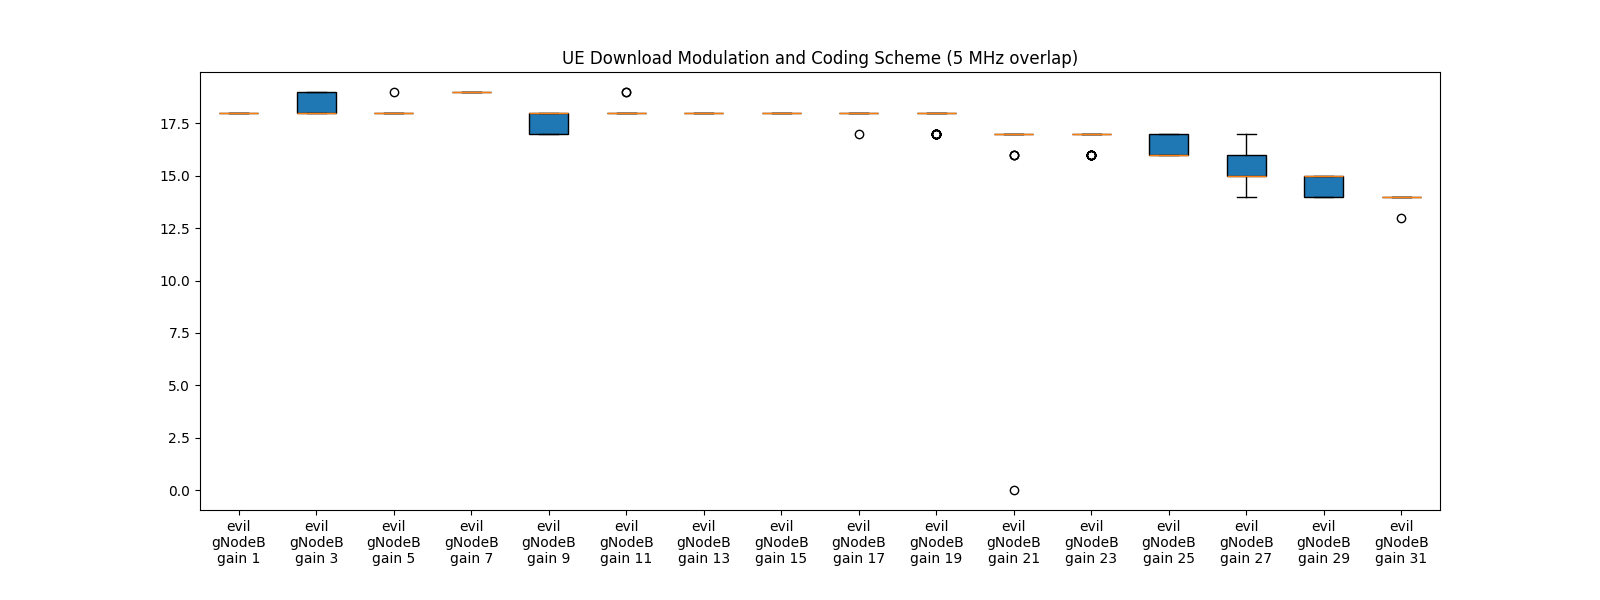 UE Download Modulation and Coding Scheme (5 MHz overlap)
17.5
15.0
12.5
10.0
7.5
5.0
2.5
0.0
evil
gNodeB
gain 1
evil
gNodeB
gain 3
evil
gNodeB
gain 5
evil
gNodeB
gain 7
evil
gNodeB
gain 9
evil
gNodeB
gain 11
evil
gNodeB
gain 13
evil
gNodeB
gain 15
evil
gNodeB
gain 17
evil
gNodeB
gain 19
evil
gNodeB
gain 21
evil
gNodeB
gain 23
evil
gNodeB
gain 25
evil
gNodeB
gain 27
evil
gNodeB
gain 29
evil
gNodeB
gain 31